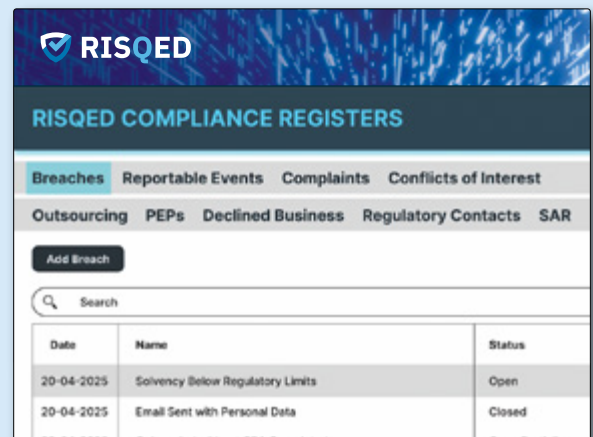 RISQED
RISQED COMPLIANCE REGISTERS
Breaches Reportable Events Complaints Conflicts of Interest
Outsourcing PEPs Declined Business Regulatory Contacts SAR
Add Breach
Search
Date Name Status
20-04-2025 Solvency Below Regulatory Limits Open
20-04-2025 Email Sent with Personal Data Closed